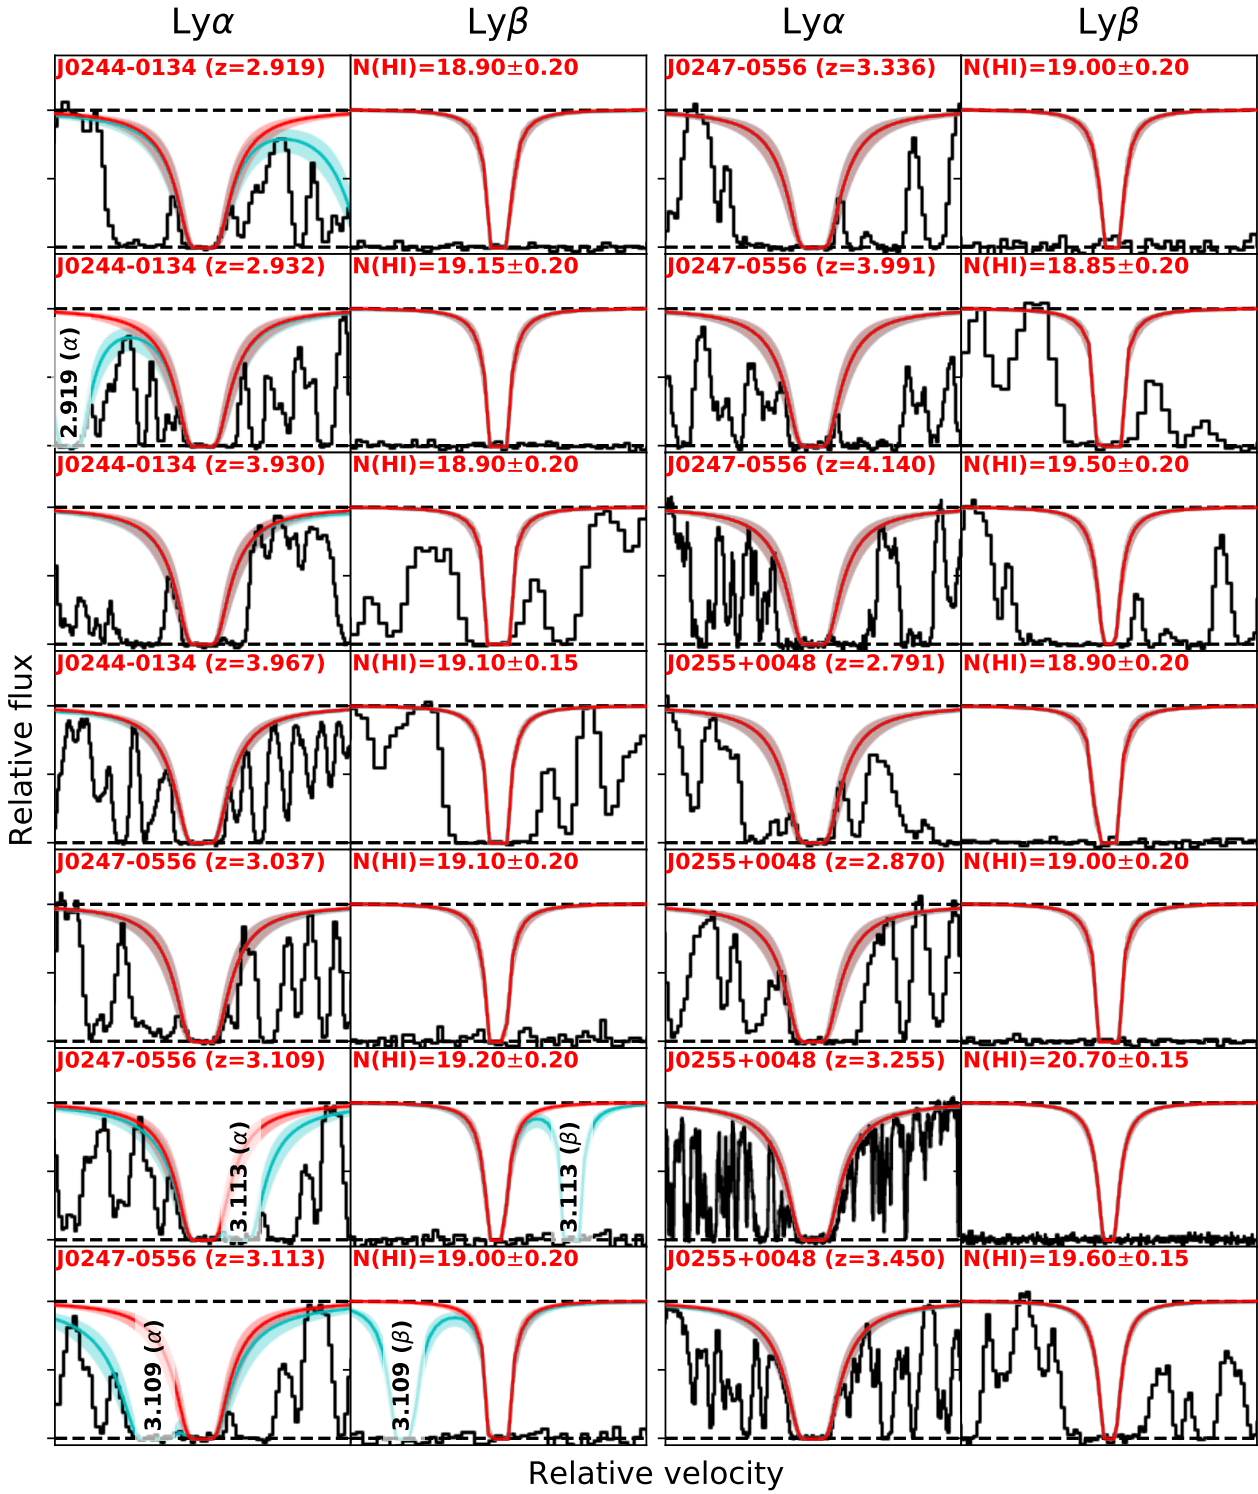 Lyα Lyβ Lyα Lyβ
J0244-0134 (z=2.919) N(HI)=18.90±0.20 J0247-0556 (z=3.336) N(HI)=19.00±0.20
J0244-0134 (z=2.932) N(HI)=19.15±0.20 J0247-0556 (z=3.991) N(HI)=18.85±0.20
2.919 (α)
J0244-0134 (z=3.930) N(HI)=18.90±0.20 J0247-0556 (z=4.140) N(HI)=19.50±0.20
J0244-0134 (z=3.967) N(HI)=19.10±0.15 J0255+0048 (z=2.791) N(HI)=18.90±0.20
Relative flux
J0247-0556 (z=3.037) N(HI)=19.10±0.20 J0255+0048 (z=2.870) N(HI)=19.00±0.20
J0247-0556 (z=3.109) N(HI)=19.20±0.20 J0255+0048 (z=3.255) N(HI)=20.70±0.15
3.113 (α) 3.113 (β)
J0247-0556 (z=3.113) N(HI)=19.00±0.20 J0255+0048 (z=3.450) N(HI)=19.60±0.15
3.109 (α) 3.109 (β)
Relative velocity